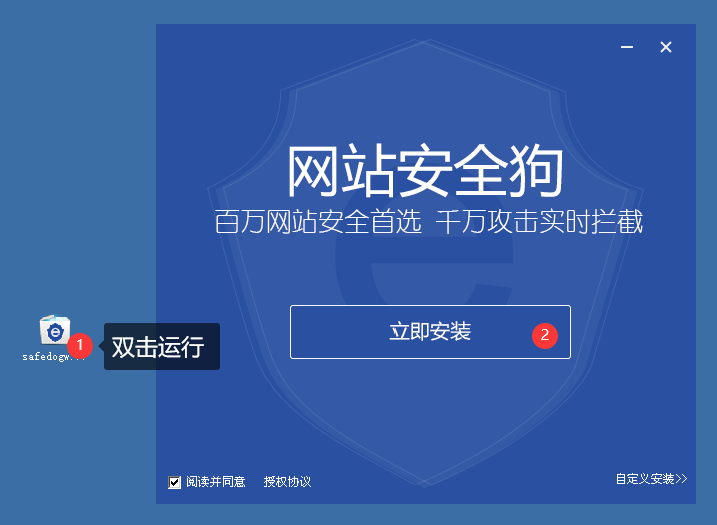 网站安全狗
百万网站安全首选 千万攻击实时拦截
立即安装
2
1
双击运行
safedogw...
阅读并同意 授权协议
自定义安装>>